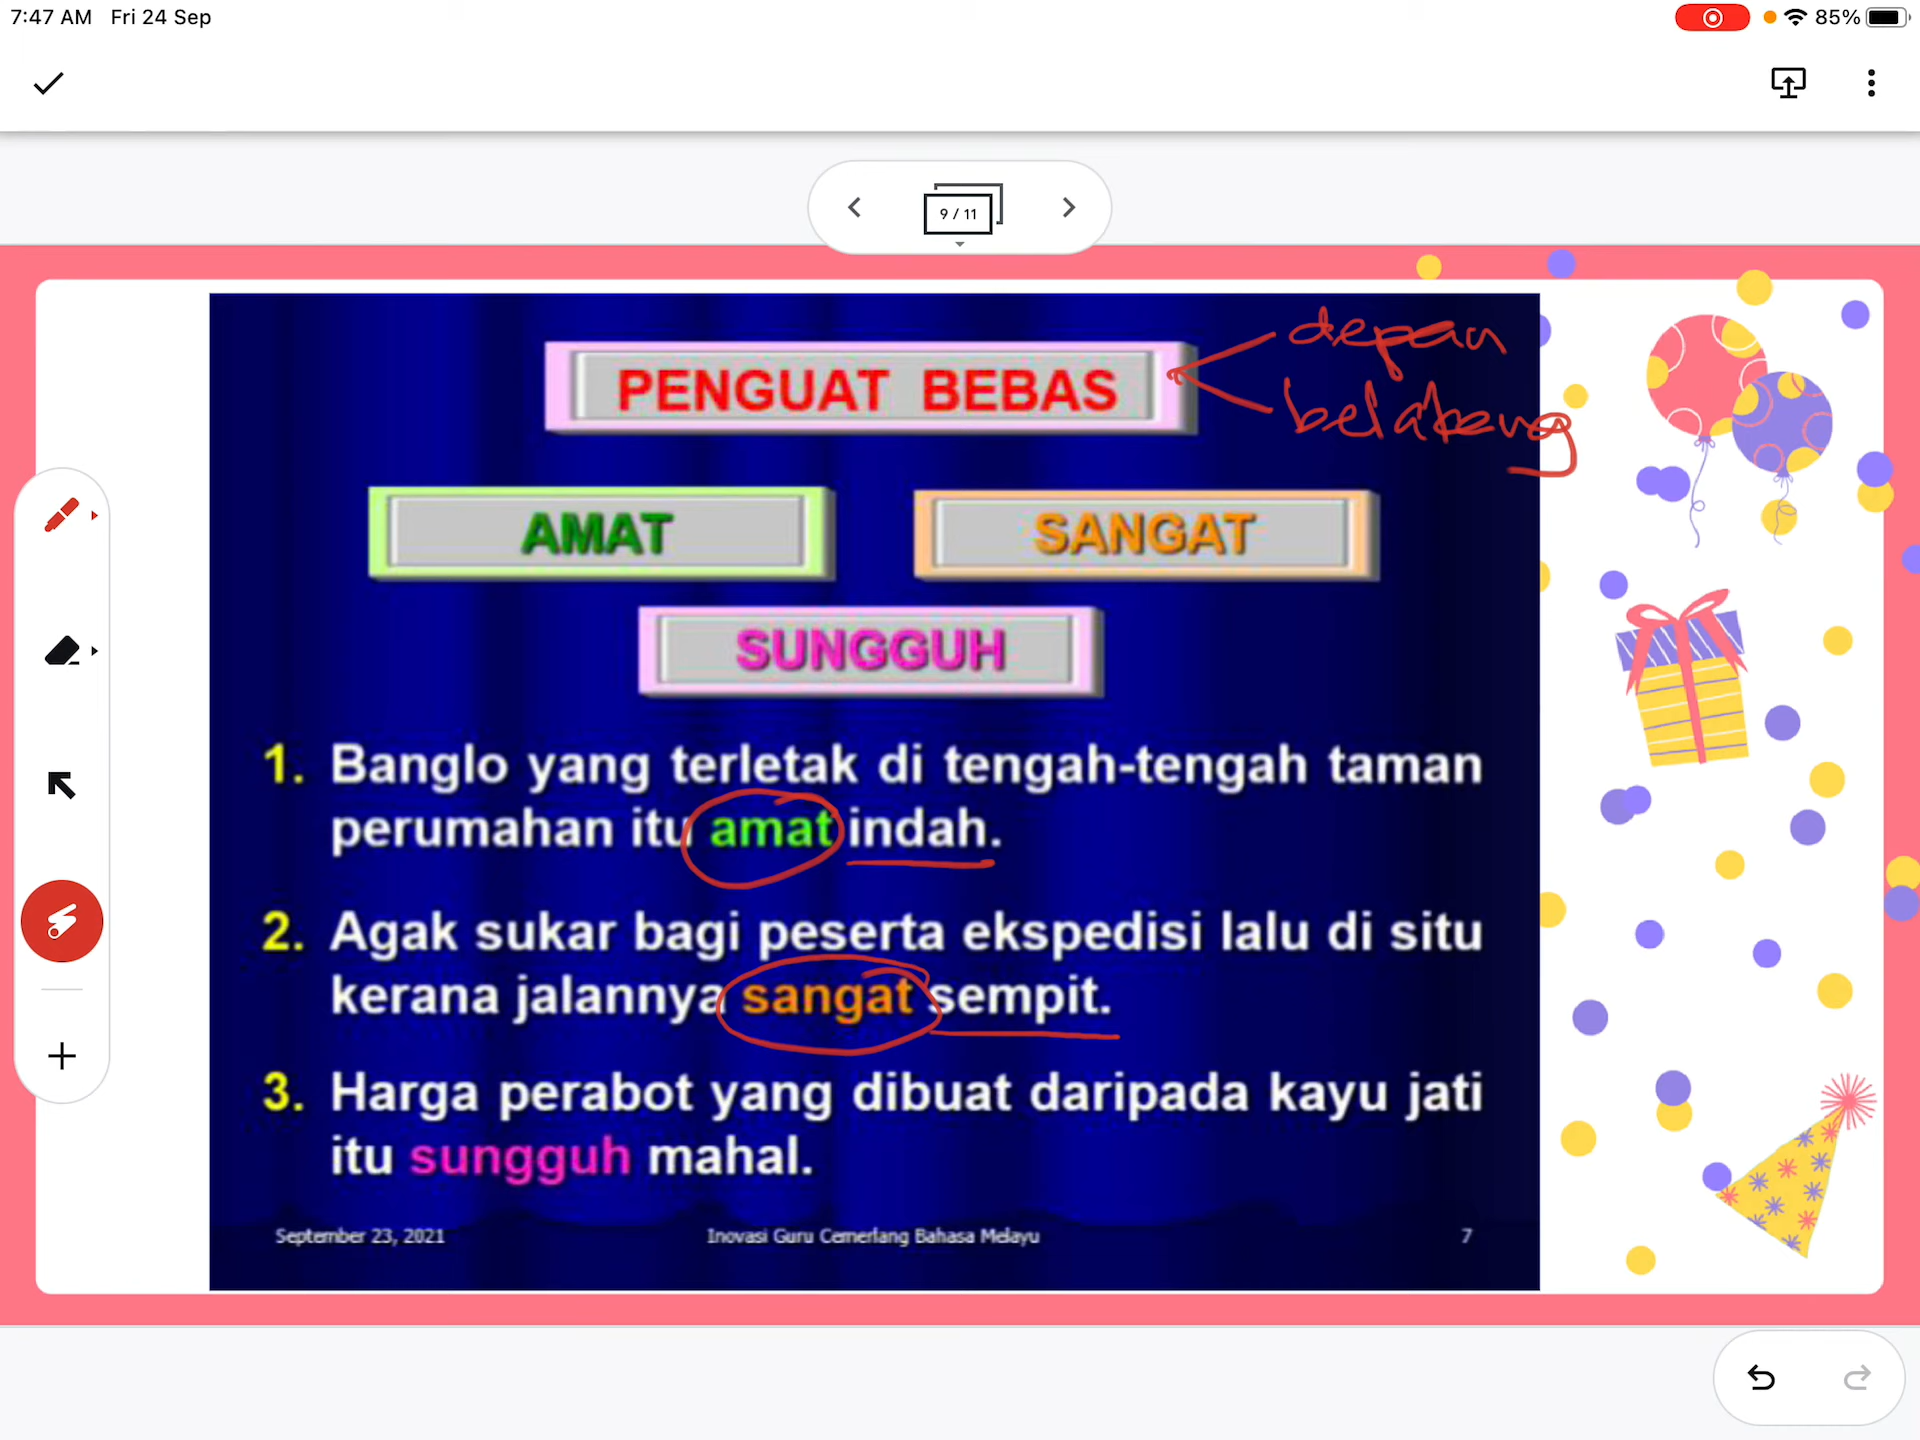 7:47 AM Fri 24 Sep
85%
9 / 11
PENGUAT BEBAS
depan
belakang
AMAT
SANGAT
SUNGGUH
1. Banglo yang terletak di tengah-tengah taman
perumahan itu amat indah.
2. Agak sukar bagi peserta ekspedisi lalu di situ
kerana jalannya sangat sempit.
3. Harga perabot yang dibuat daripada kayu jati
itu sungguh mahal.
September 23, 2021 Inovasi Guru Cemerlang Bahasa Melayu 7